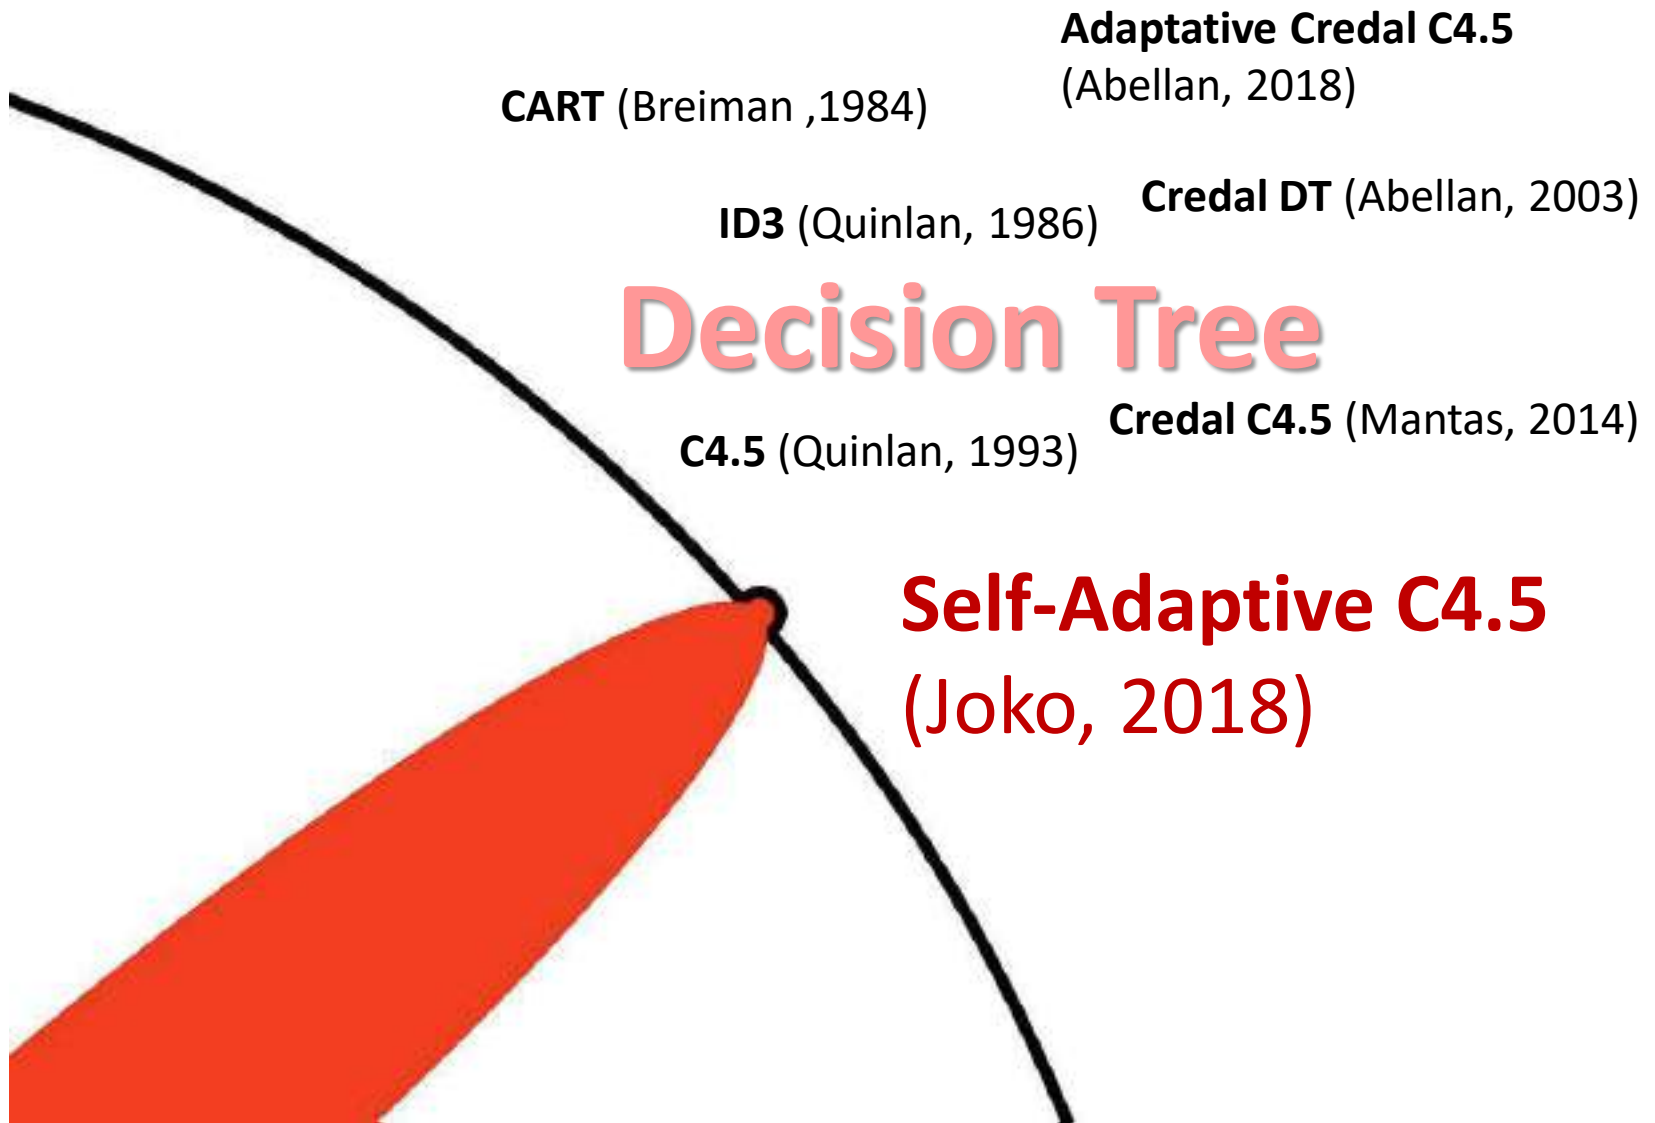 Adaptative Credal C4.5
(Abellan, 2018)
CART (Breiman ,1984)
Credal DT (Abellan, 2003)
ID3 (Quinlan, 1986)
Decision Tree
Credal C4.5 (Mantas, 2014)
C4.5 (Quinlan, 1993)
Self-Adaptive C4.5
(Joko, 2018)